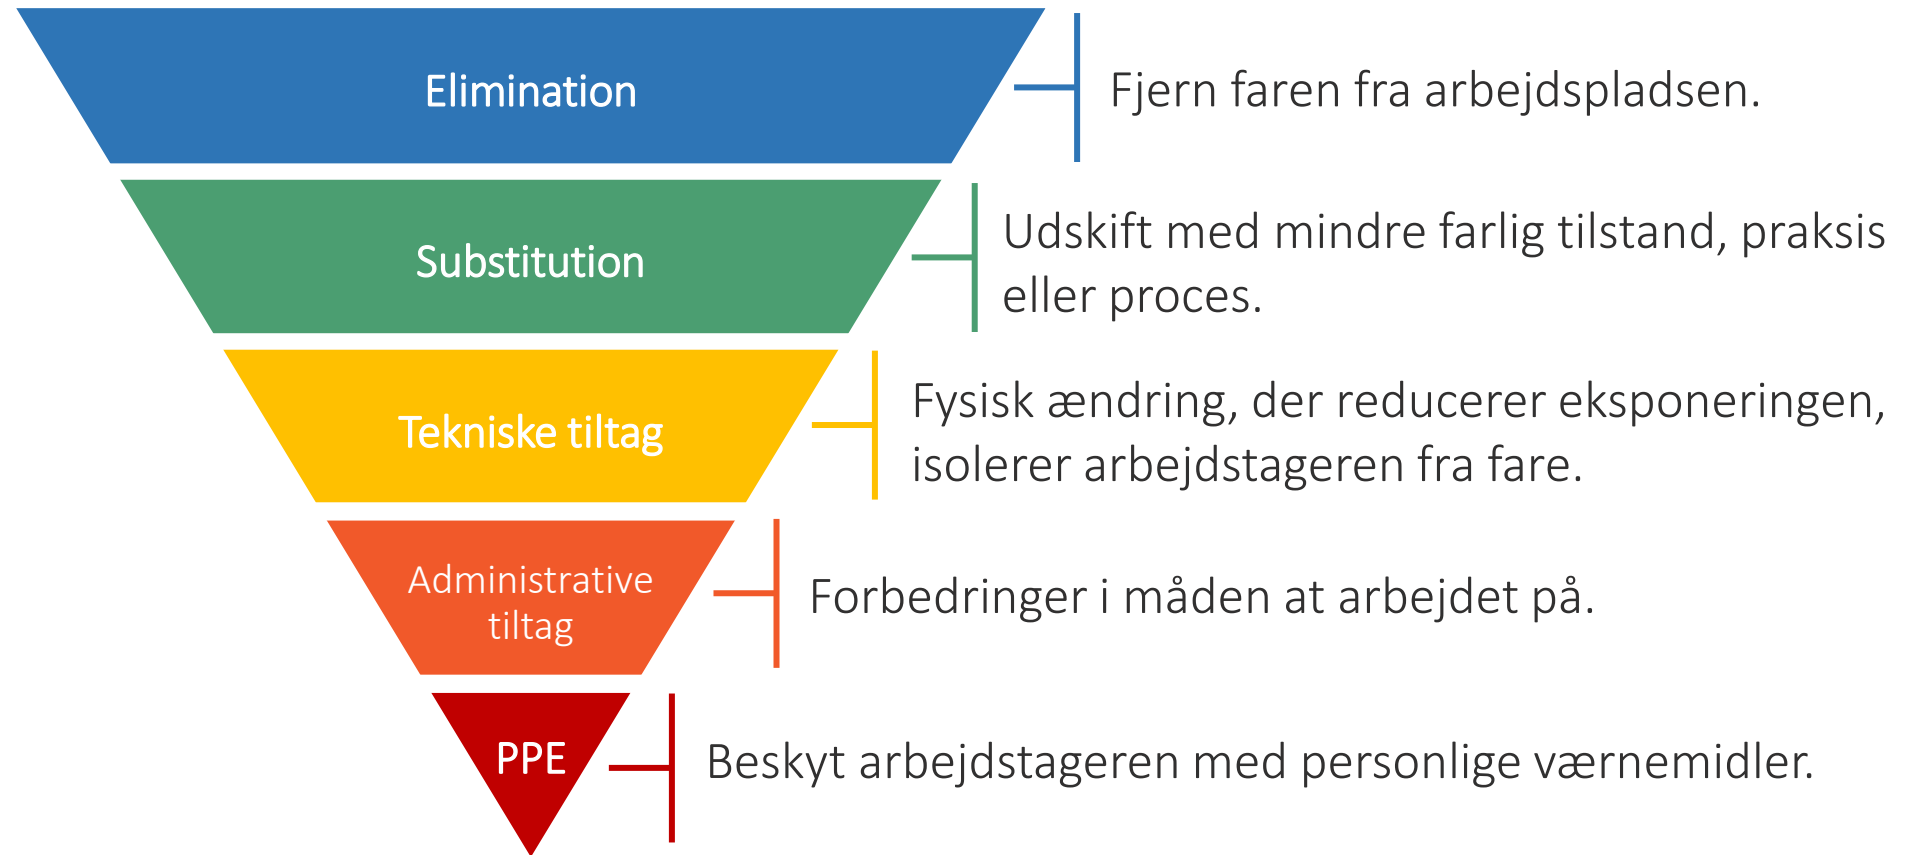 Elimination
Fjern faren fra arbejdspladsen.
Substitution
Udskift med mindre farlig tilstand, praksis
eller proces.
Tekniske tiltag
Fysisk ændring, der reducerer eksponeringen,
isolerer arbejdstageren fra fare.
Administrative
tiltag
Forbedringer i måden at arbejdet på.
PPE
Beskyt arbejdstageren med personlige værnemidler.